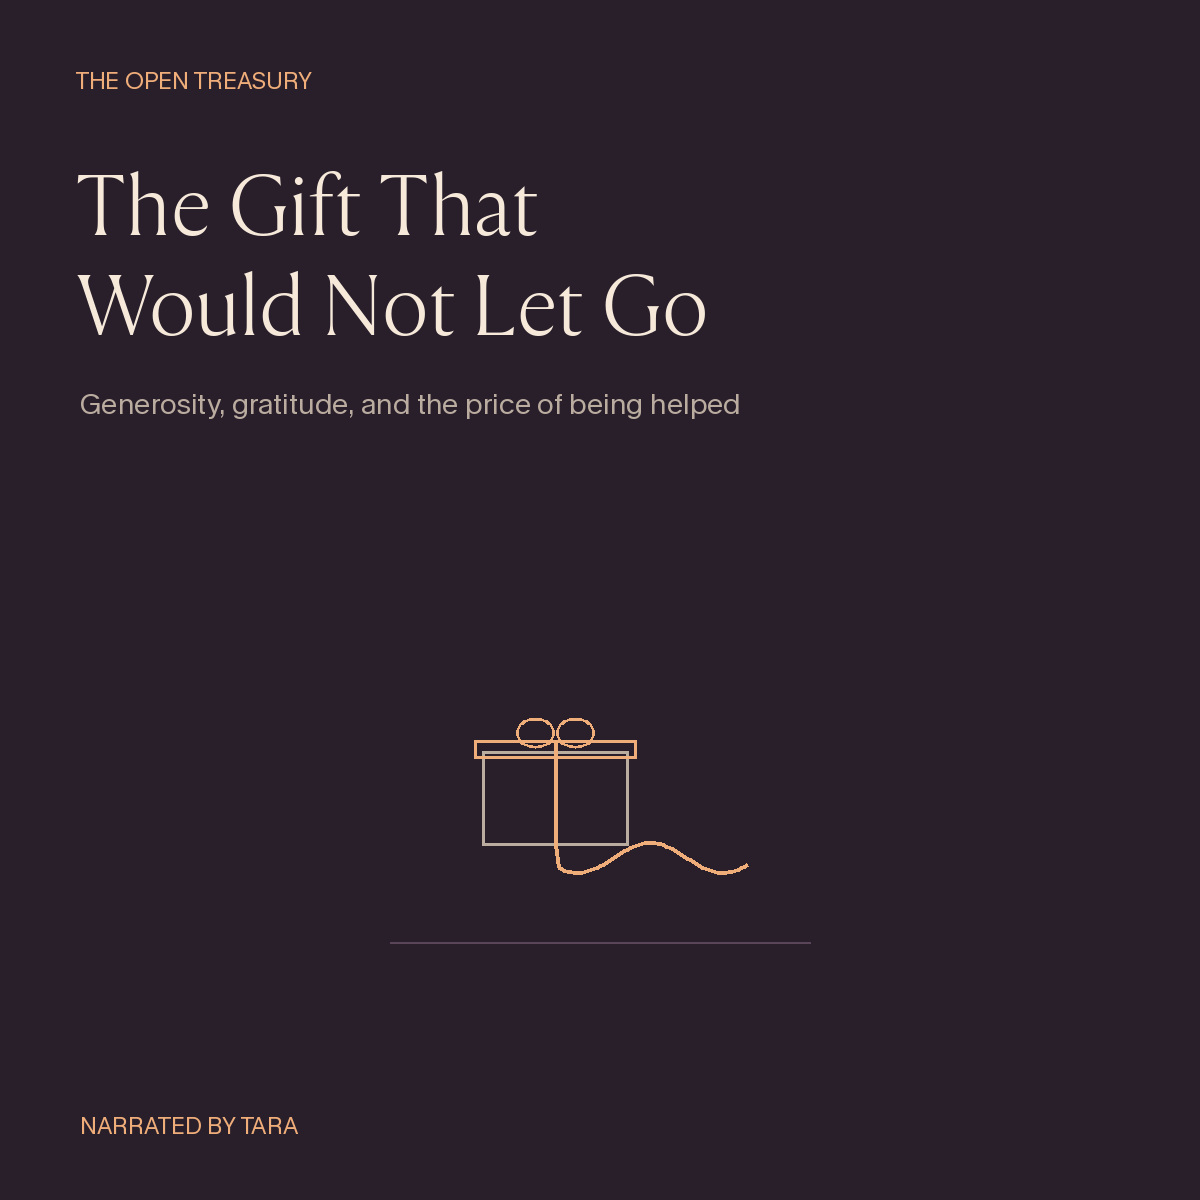 THE OPEN TREASURY
The Gift That
Would Not Let Go
Generosity, gratitude, and the price of being helped
NARRATED BY TARA